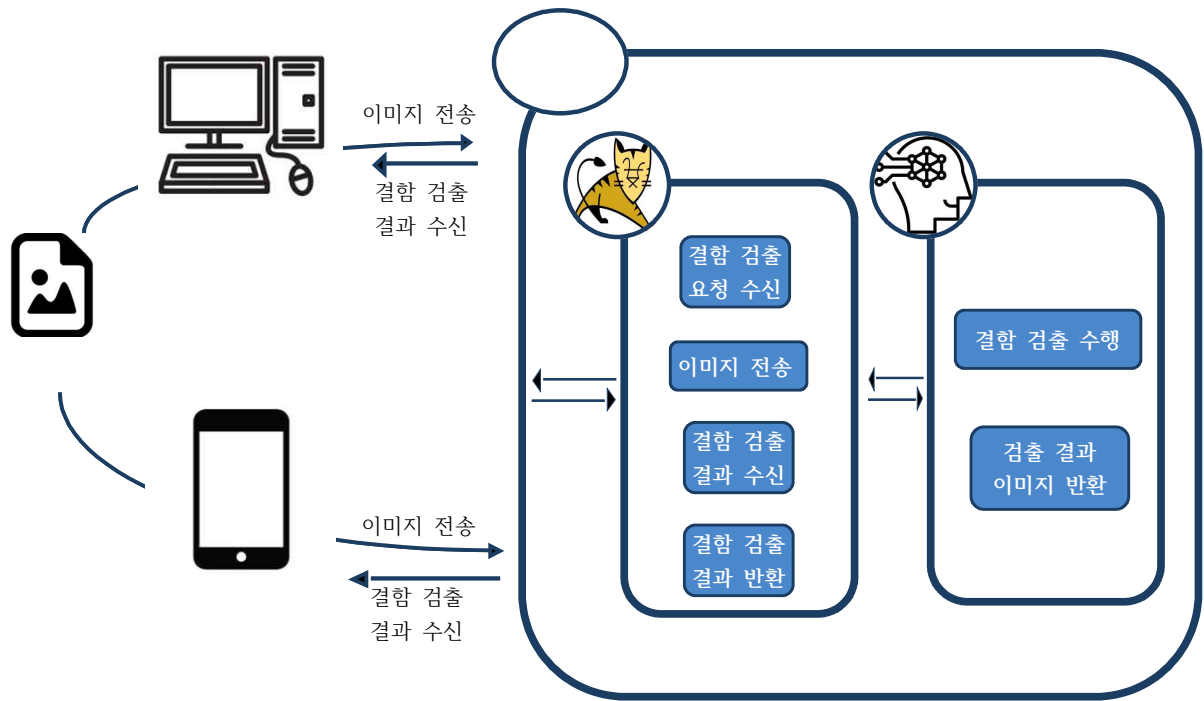 이미지 전송
결함 검출
결과 수신
결함 검출
요청 수신
이미지 전송
결함 검출
결과 수신
결함 검출
결과 반환
결함 검출 수행
검출 결과
이미지 반환
이미지 전송
결함 검출
결과 수신